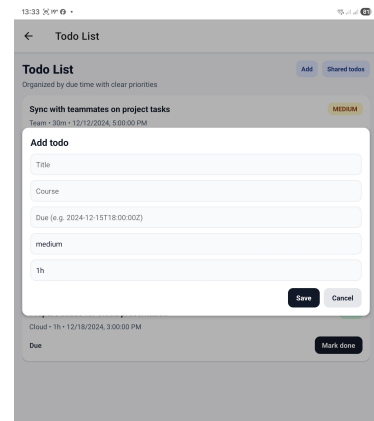 13:33
Todo List
Todo List
Add
Shared todos
Organized by due time with clear priorities
Sync with teammates on project tasks
MEDIUM
Team • 30m • 12/12/2024, 5:00:00 PM
Add todo
Title
Course
Due (e.g. 2024-12-15T18:00:00Z)
medium
1h
Save
Cancel
Cloud • 1h • 12/18/2024, 3:00:00 PM
Due
Mark done